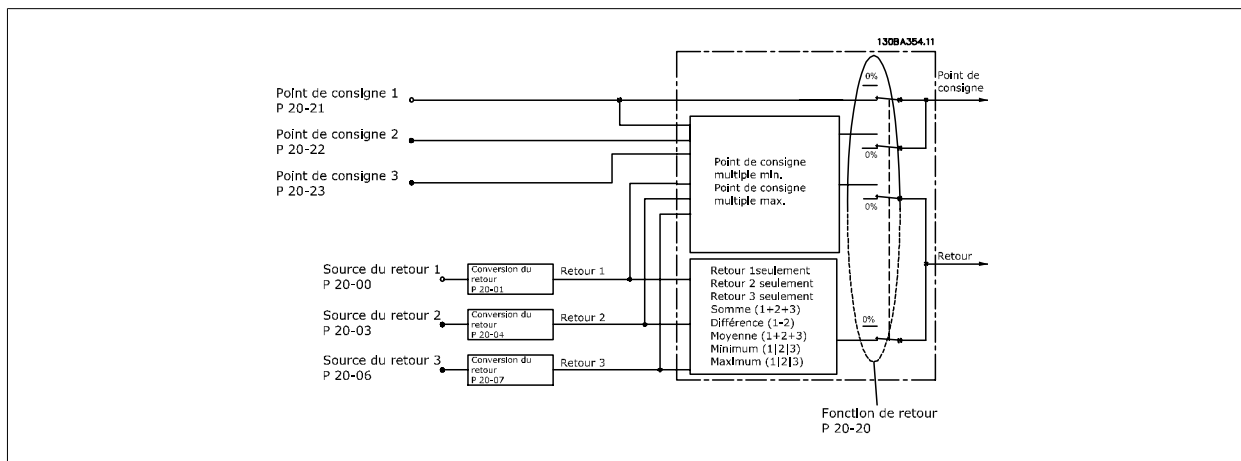 130BA354.11
Point de consigne 1
P 20-21
Point de consigne 2
P 20-22
Point de consigne 3
P 20-23
0%
Point de
consigne
0%
Point de consigne
multiple min.
Point de consigne
multiple max.
0%
Source du retour 1
P 20-00
Conversion du
retour
P 20-01
Retour 1
Source du retour 2
P 20-03
Conversion du
retour
P 20-04
Retour 2
Source du retour 3
P 20-06
Conversion du
retour
P 20-07
Retour 3
Retour 1seulement
Retour 2 seulement
Retour 3 seulement
Somme (1+2+3)
Différence (1-2)
Moyenne (1+2+3)
Minimum (1|2|3)
Maximum (1|2|3)
0%
Retour
Fonction de retour
P 20-20